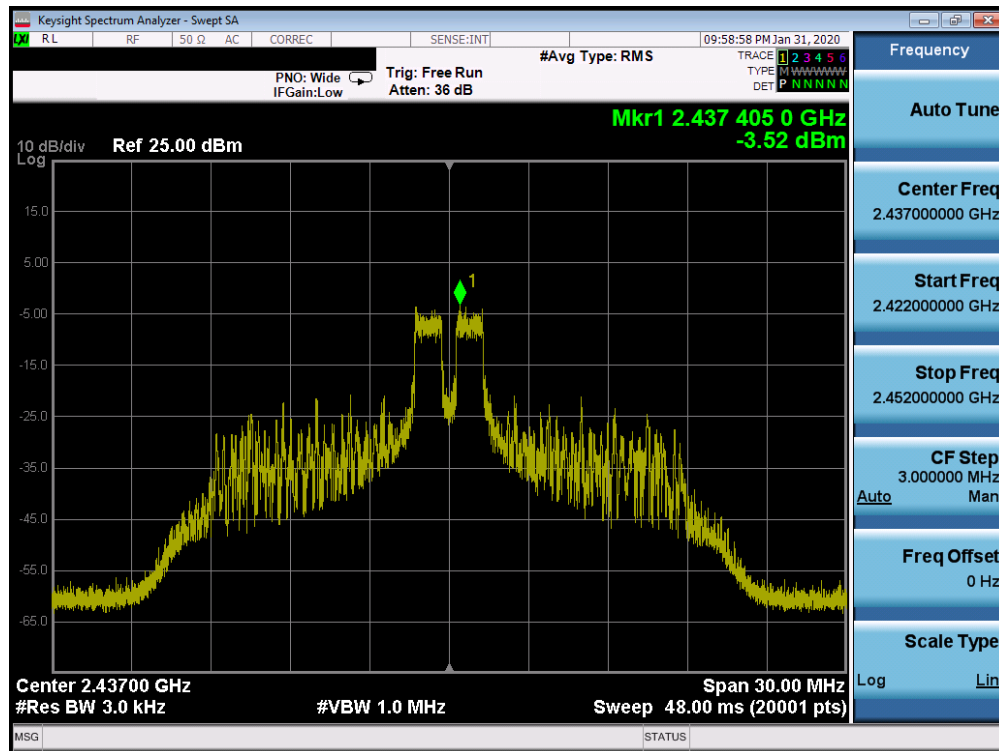 Keysight Spectrum Analyzer - Swept SA
LXI RL RF 50 Ω AC CORREC SENSE:INT 09:58:58 PM Jan 31, 2020
#Avg Type: RMS TRACE 1 2 3 4 5 6
PNO: Wide Trig: Free Run TYPE M WWWWW
IFGain:Low Atten: 36 dB DET P N N N N N
Mkr1 2.437 405 0 GHz
-3.52 dBm
10 dB/div Ref 25.00 dBm
Log
1
15.0
5.00
-5.00
-15.0
-25.0
-35.0
-45.0
-55.0
-65.0
Center 2.43700 GHz Span 30.00 MHz
#Res BW 3.0 kHz #VBW 1.0 MHz Sweep 48.00 ms (20001 pts)
MSG STATUS
Frequency
Auto Tune
Center Freq
2.437000000 GHz
Start Freq
2.422000000 GHz
Stop Freq
2.452000000 GHz
CF Step
3.000000 MHz
Auto Man
Freq Offset
0 Hz
Scale Type
Log Lin